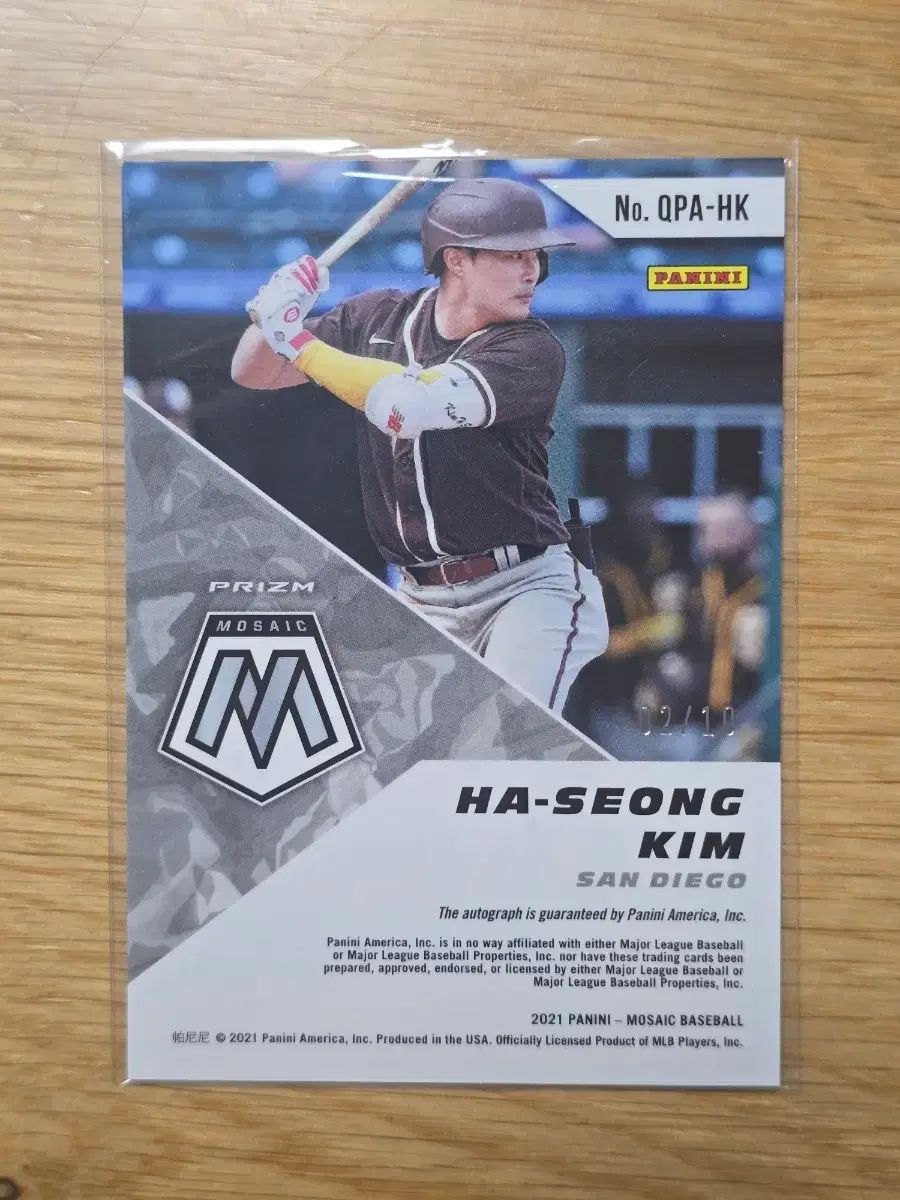 No. QPA-HK
PANINI
PRIZM
MOSAIC
M
02/10
HA-SEONG
KIM
SAN DIEGO
The autograph is guaranteed by Panini America, Inc.
Panini America, Inc. is in no way affiliated with either Major League Baseball
or Major League Baseball Properties, Inc. nor have these trading cards been
prepared, approved, endorsed, or licensed by either Major League Baseball or
Major League Baseball Properties, Inc.
2021 PANINI – MOSAIC BASEBALL
帕尼尼 © 2021 Panini America, Inc. Produced in the USA. Officially Licensed Product of MLB Players, Inc.